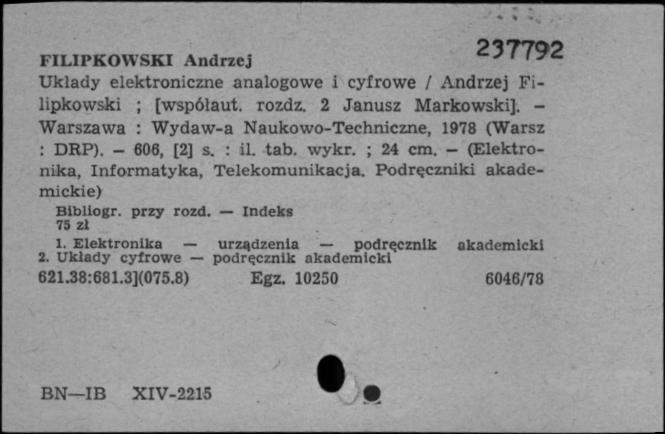 237792
FILIPKOWSKI Andrzej
Układy elektroniczne analogowe i cyfrowe / Andrzej Fi-
lipkowski ; [współaut. rozdz. 2 Janusz Markowski]. —
Warszawa : Wydaw-a Naukowo-Techniczne, 1978 (Warsz
: DRP). — 606, [2] s. : il. tab. wykr. ; 24 cm. — (Elektro-
nika, Informatyka, Telekomunikacja. Podręczniki akade-
mickie)
Bibliogr. przy rozd. — Indeks
75 zł
1. Elektronika — urządzenia — podręcznik akademicki
2. Układy cyfrowe — podręcznik akademicki
621.38:681.3](075.8) Egz. 10250 6046/78
BN—IB XIV-2215